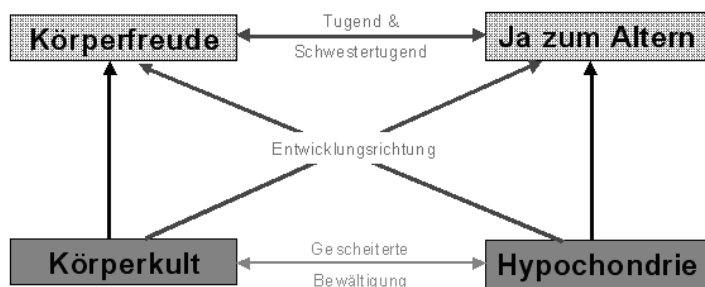 Körperfreude
Tugend &
Schwestertugend
Ja zum Altern
Entwicklungsrichtung
Körperkult
Gescheiterte
Bewältigung
Hypochondrie